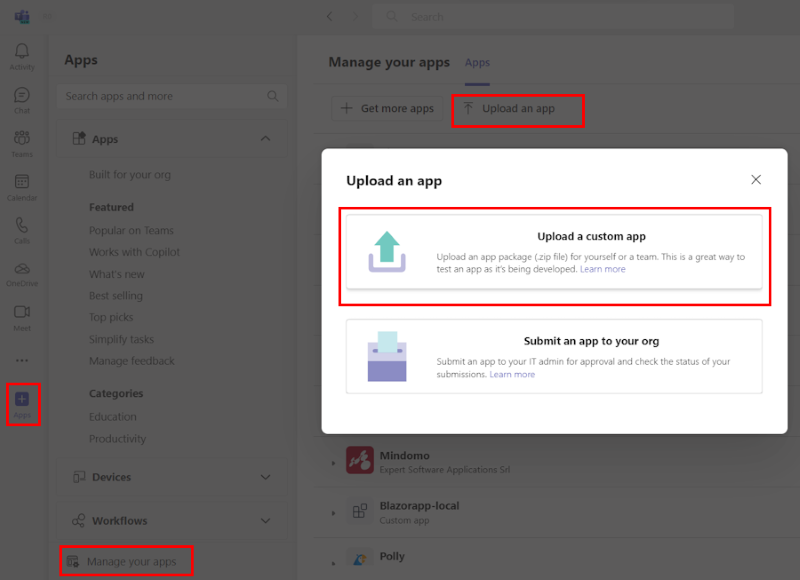 Search
Activity
Chat
Teams
Calendar
Calls
OneDrive
Meet
Apps
Apps
Search apps and more
Apps
Built for your org
Featured
Popular on Teams
Works with Copilot
What's new
Best selling
Top picks
Simplify tasks
Manage feedback
Categories
Education
Productivity
Devices
Workflows
Manage your apps
Manage your apps
Apps
Get more apps
Upload an app
Upload an app
Upload a custom app
Upload an app package (.zip file) for yourself or a team. This is a great way to
test an app as it's being developed. Learn more
Submit an app to your org
Submit an app to your IT admin for approval and check the status of your
submissions. Learn more
Mindomo
Expert Software Applications Srl
Blazorapp-local
Custom app
Polly